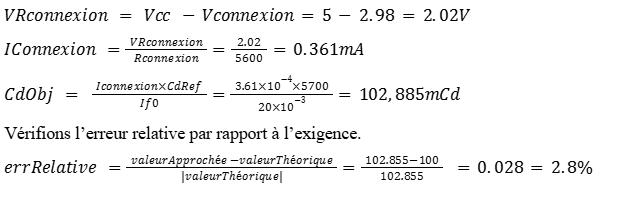 VRconnexion = Vcc − Vconnexion = 5 − 2.98 = 2.02V
IConnexion = VRconnexion/Rconnexion = 2.02/5600 = 0.361mA
CdObj = Iconnexion×CdRef/If0 = 3.61×10^−4×5700/20×10^−3 = 102,885mCd
Vérifions l’erreur relative par rapport à l’exigence.
errRelative = valeurApprochée−valeurThéorique/|valeurThéorique| = 102.855−100/102.855 = 0.028 = 2.8%